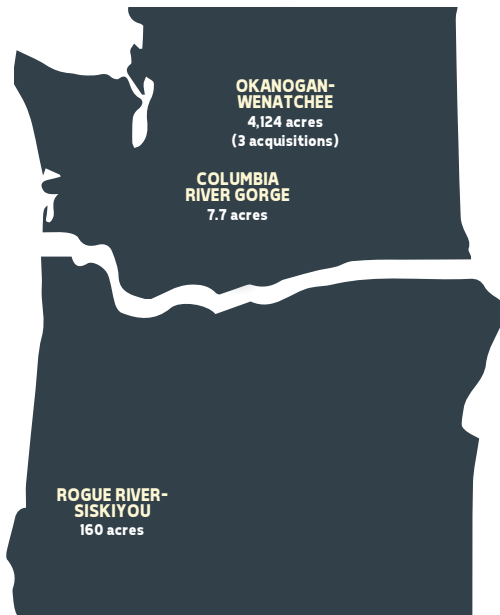 OKANOGAN-
WENATCHEE
4,124 acres
(3 acquisitions)
COLUMBIA
RIVER GORGE
7.7 acres
ROGUE RIVER-
SISKIYOU
160 acres